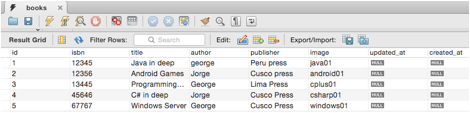 books
Result Grid Filter Rows: Search Edit: Export/Import:
id isbn title author publisher image updated_at created_at
1 12345 Java in deep george Peru press java01 NULL NULL
2 12356 Android Games Jorge Cusco press android01 NULL NULL
3 13445 Programming... George Lima Press cplus01 NULL NULL
4 45646 C# in deep Jorge Cusco press csharp01 NULL NULL
5 67767 Windows Server George Cusco press windows01 NULL NULL